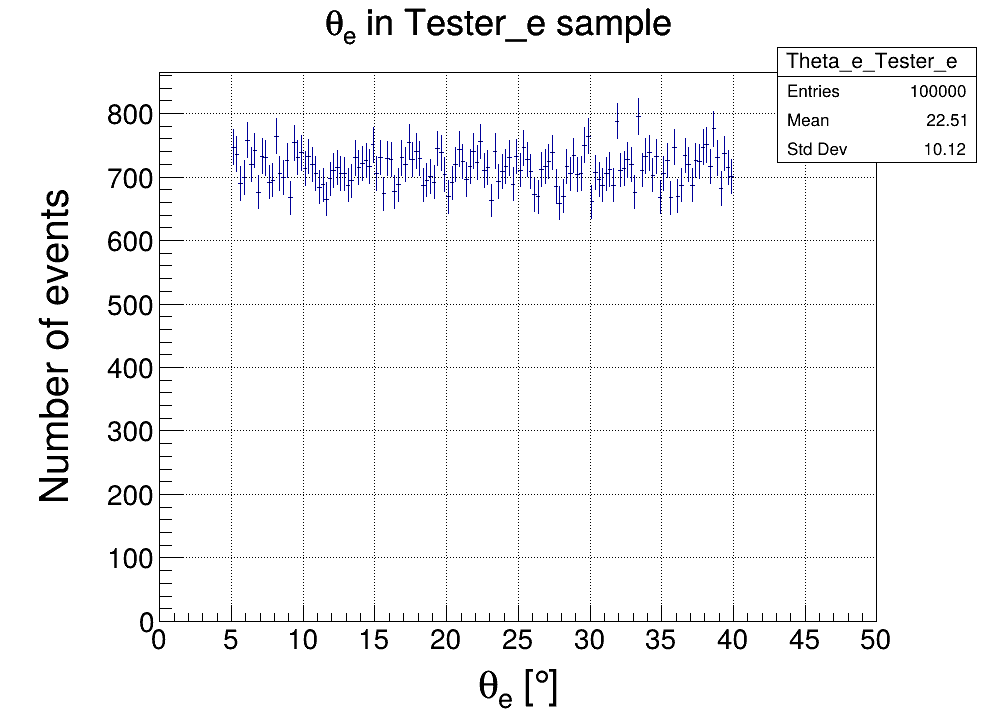 θe in Tester_e sample
Theta_e_Tester_e
Entries 100000
Mean 22.51
Std Dev 10.12
Number of events
800
700
600
500
400
300
200
100
0
0 5 10 15 20 25 30 35 40 45 50
θe [°]